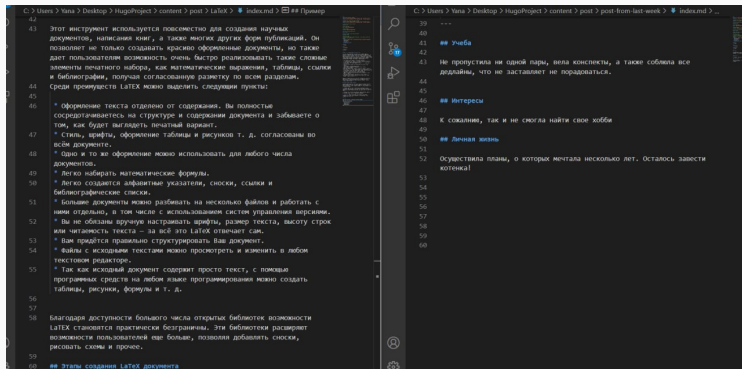 C: > Users > Yana > Desktop > HugoProject > content > post > LaTeX > index.md > ## Пример
42
43 Этот инструмент используется повсеместно для создания научных
документов, написания книг, а также многих других форм публикаций. Он
позволяет не только создавать красиво оформленные документы, но также
дает пользователям возможность очень быстро реализовывать такие сложные
элементы печатного набора, как математические выражения, таблицы, ссылки
и библиографии, получая согласованную разметку по всем разделам.
44 Среди преимуществ LaTEX можно выделить следующие пункты:
45
46 * Оформление текста отделено от содержания. Вы полностью
сосредотачиваетесь на структуре и содержании документа и забываете о
том, как будет выглядеть печатный вариант.
47 * Стиль, шрифты, оформление таблицы и рисунков т. д. согласованы во
всём документе.
48 * Одно и то же оформление можно использовать для любого числа
документов.
49 * Легко набирать математические формулы.
50 * Легко создаются алфавитные указатели, сноски, ссылки и
библиографические списки.
51 * Большие документы можно разбивать на несколько файлов и работать с
ними отдельно, в том числе с использованием систем управления версиями.
52 * Вы не обязаны вручную настраивать шрифты, размер текста, высоту строк
или читаемость текста — за всё это LaTeX отвечает сам.
53 * Вам придётся правильно структурировать Ваш документ.
54 * Файлы с исходными текстами можно просмотреть и изменить в любом
текстовом редакторе.
55 * Так как исходный документ содержит просто текст, с помощью
программных средств на любом языке программирования можно создать
таблицы, рисунки, формулы и т. д.
56
57
58 Благодаря доступности большого числа открытых библиотек возможности
LaTEX становятся практически безграничны. Эти библиотеки расширяют
возможности пользователей еще больше, позволяя добавлять сноски,
рисовать схемы и прочее.
59
60 ## Этапы создания LaTeX документа
C: > Users > Yana > Desktop > HugoProject > content > post > post-from-last-week > index.md > ...
39 ---
40
41 ## Учеба
42
43 Не пропустила ни одной пары, вела конспекты, а также соблюла все
дедлайны, что не заставляет не порадоваться.
44
45
46 ## Интересы
47
48 К сожалнию, так и не смогла найти свое хобби
49
50 ## Личная жизнь
51
52 Осуществила планы, о которых мечтала несколько лет. Осталось завести
котенка!
53
54
55
56
57
58
59
60